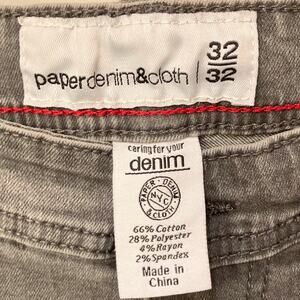 paperdenim&cloth
32
32
caring for your
denim
PAPER · DENIM
NYC
& CLOTH
66% Cotton
28% Polyester
4% Rayon
2% Spandex
Made in
China